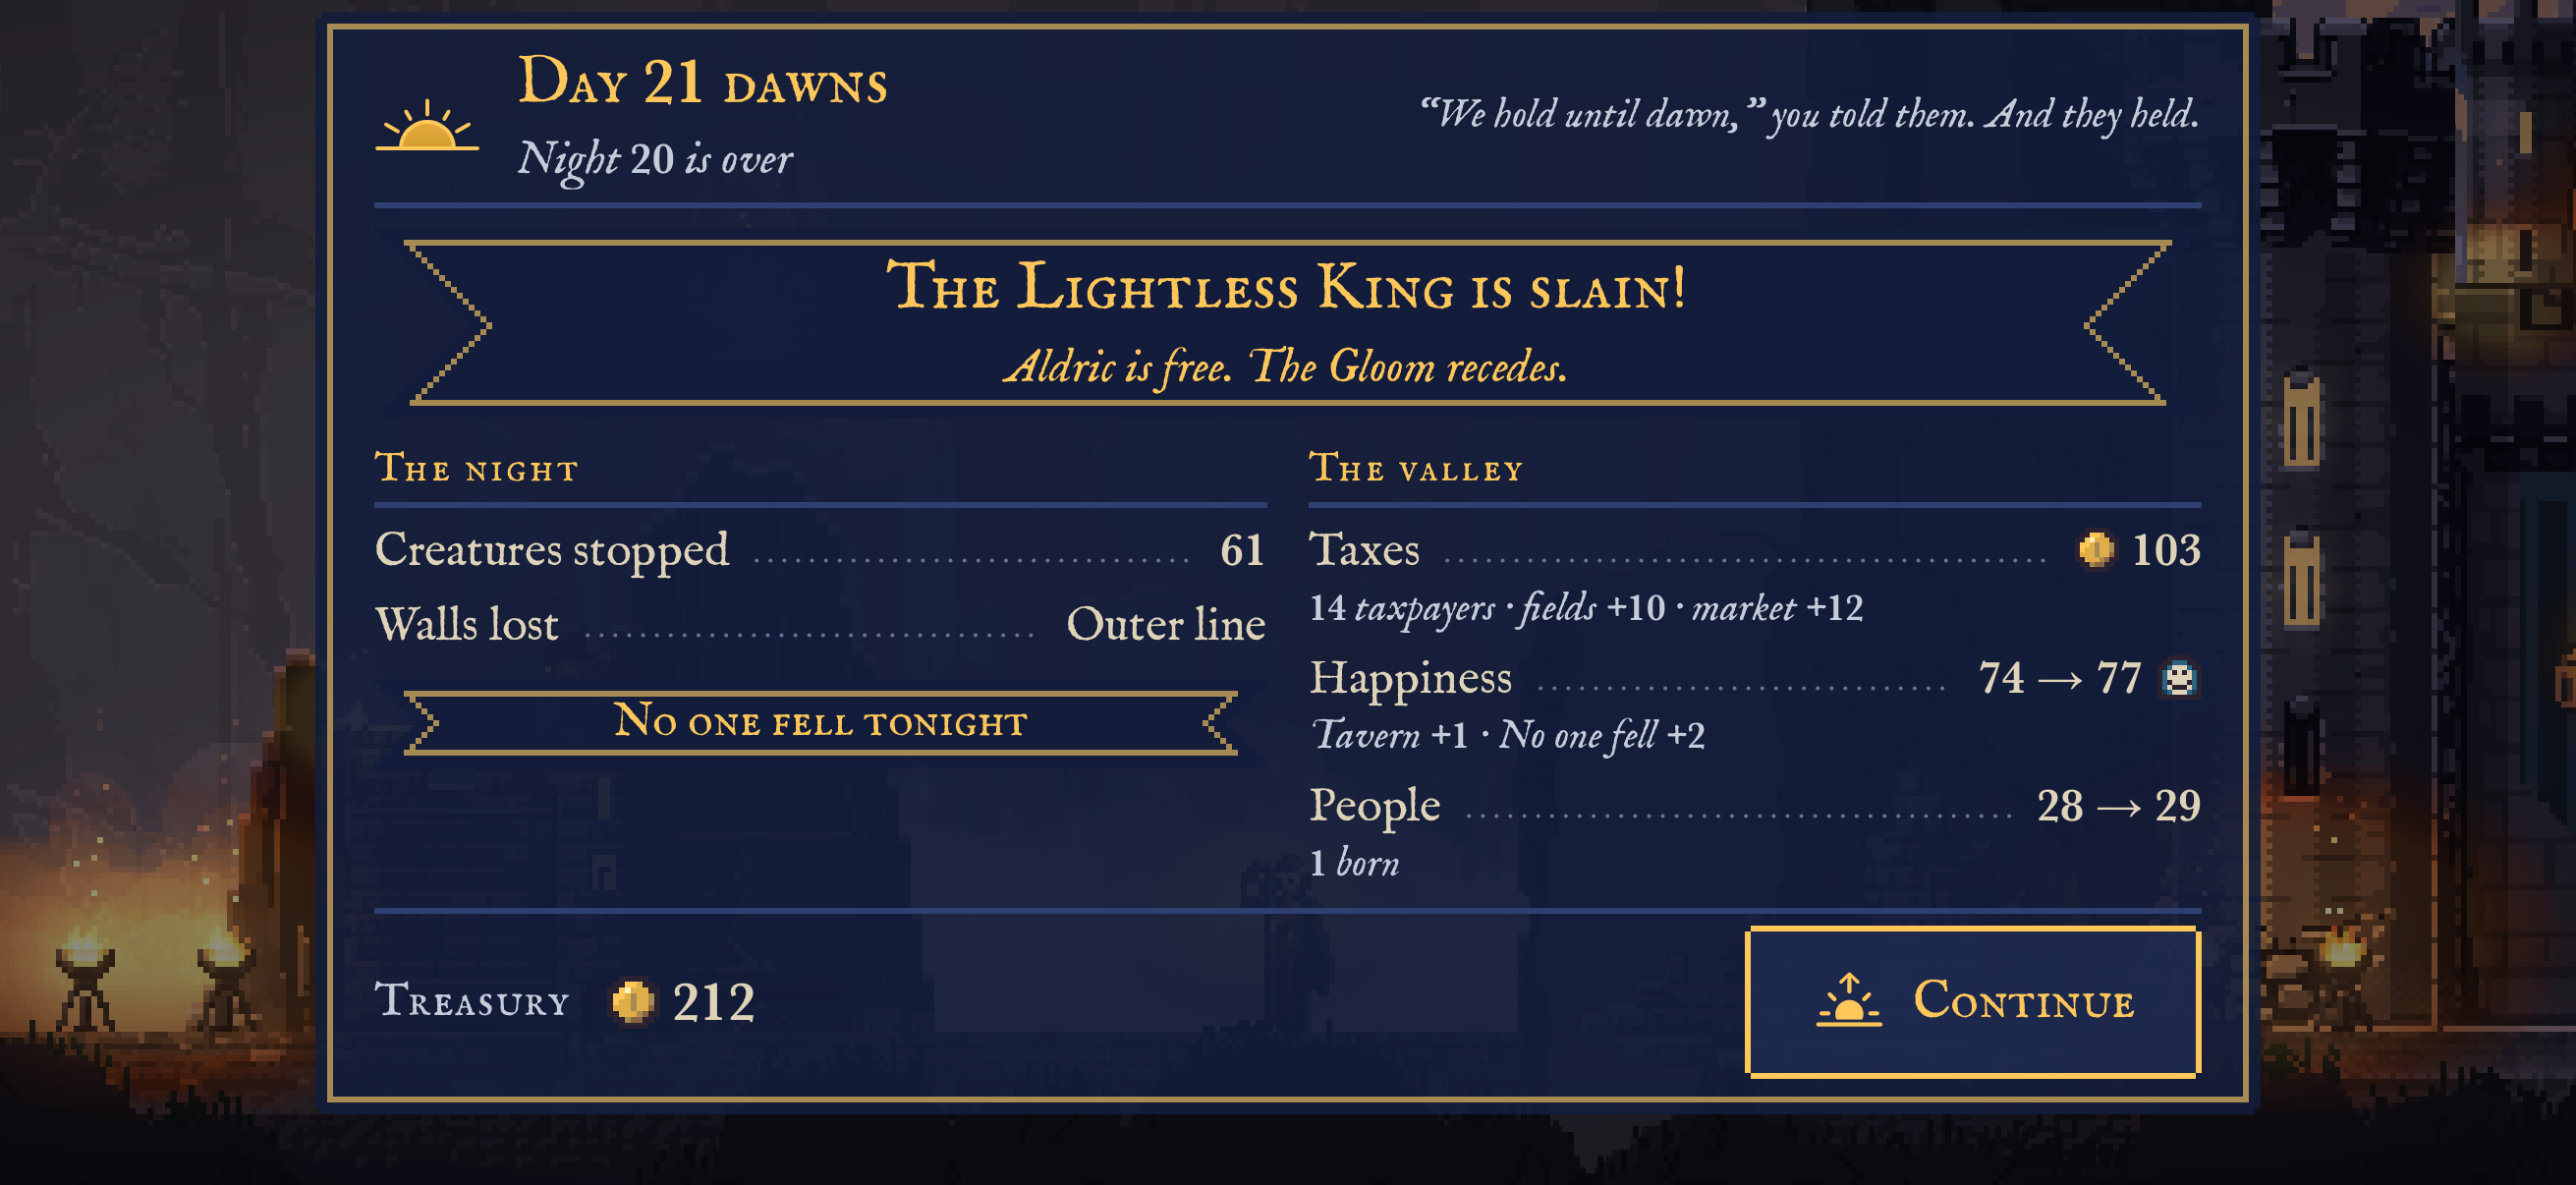 Day 21 dawns
Night 20 is over
“We hold until dawn,” you told them. And they held.
The Lightless King is slain!
Aldric is free. The Gloom recedes.
The night
Creatures stopped 61
Walls lost Outer line
No one fell tonight
The valley
Taxes 103
14 taxpayers · fields +10 · market +12
Happiness 74 → 77
Tavern +1 · No one fell +2
People 28 → 29
1 born
Treasury 212
Continue